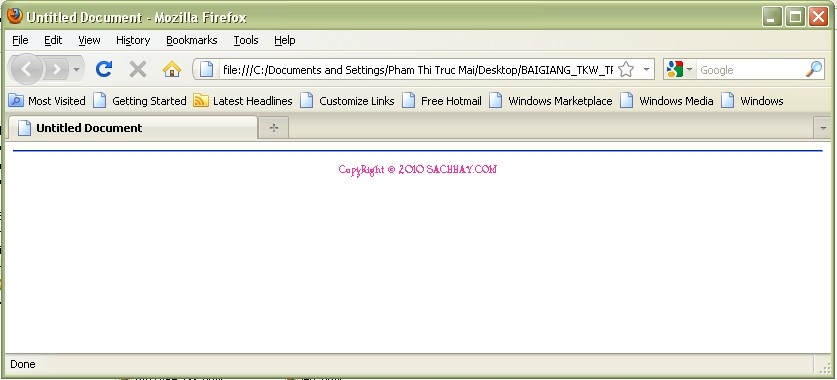 Untitled Document - Mozilla Firefox
File Edit View History Bookmarks Tools Help
file:///C:/Documents and Settings/Pham Thi Truc Mai/Desktop/BAIGIANG_TKW_TF Google
Most Visited Getting Started Latest Headlines Customize Links Free Hotmail Windows Marketplace Windows Media Windows
Untitled Document
CopyRight © 2010 SACHHAY.COM
Done